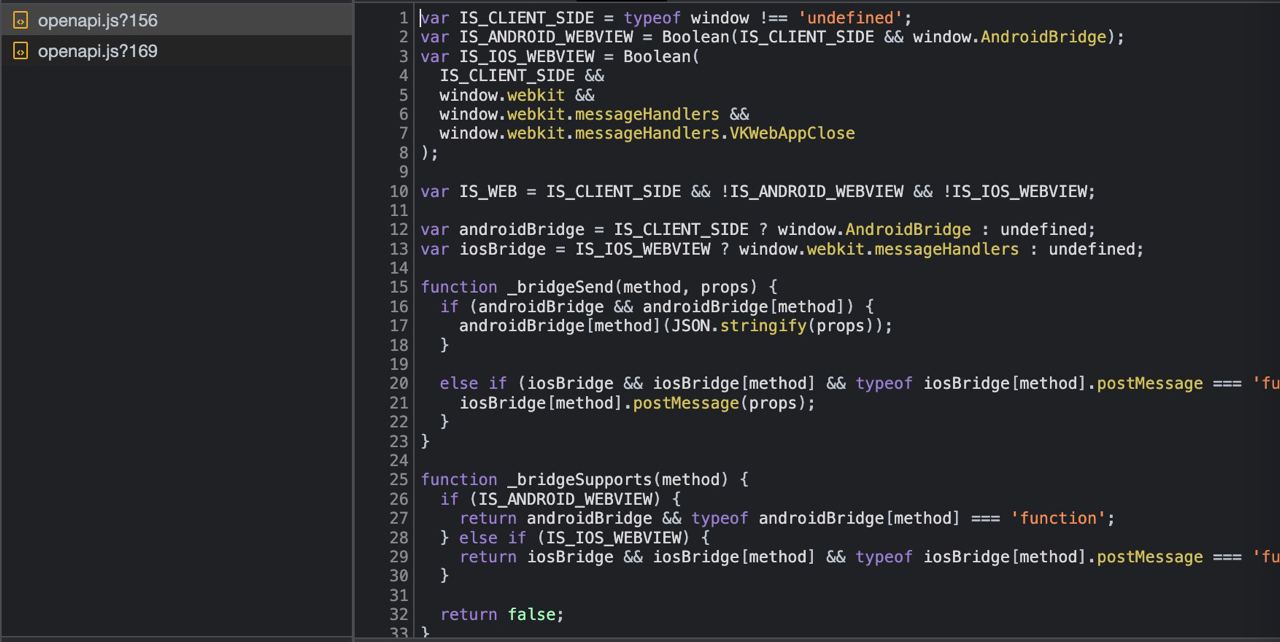 openapi.js?156
openapi.js?169
1 var IS_CLIENT_SIDE = typeof window !== 'undefined';
2 var IS_ANDROID_WEBVIEW = Boolean(IS_CLIENT_SIDE && window.AndroidBridge);
3 var IS_IOS_WEBVIEW = Boolean(
4   IS_CLIENT_SIDE &&
5   window.webkit &&
6   window.webkit.messageHandlers &&
7   window.webkit.messageHandlers.VKWebAppClose
8 );
9
10 var IS_WEB = IS_CLIENT_SIDE && !IS_ANDROID_WEBVIEW && !IS_IOS_WEBVIEW;
11
12 var androidBridge = IS_CLIENT_SIDE ? window.AndroidBridge : undefined;
13 var iosBridge = IS_IOS_WEBVIEW ? window.webkit.messageHandlers : undefined;
14
15 function _bridgeSend(method, props) {
16   if (androidBridge && androidBridge[method]) {
17     androidBridge[method](JSON.stringify(props));
18   }
19
20   else if (iosBridge && iosBridge[method] && typeof iosBridge[method].postMessage === 'fu
21     iosBridge[method].postMessage(props);
22   }
23 }
24
25 function _bridgeSupports(method) {
26   if (IS_ANDROID_WEBVIEW) {
27     return androidBridge && typeof androidBridge[method] === 'function';
28   } else if (IS_IOS_WEBVIEW) {
29     return iosBridge && iosBridge[method] && typeof iosBridge[method].postMessage === 'fu
30   }
31
32   return false;
33 }